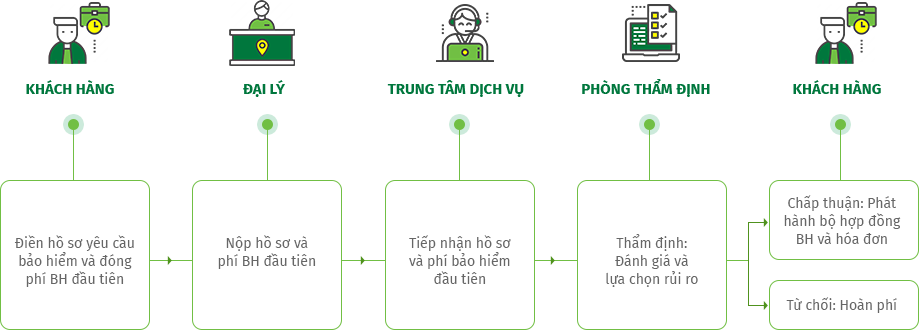 KHÁCH HÀNG
ĐẠI LÝ
TRUNG TÂM DỊCH VỤ
PHÒNG THẨM ĐỊNH
KHÁCH HÀNG
Điền hồ sơ yêu cầu
bảo hiểm và đóng
phí BH đầu tiên
Nộp hồ sơ và
phí BH đầu tiên
Tiếp nhận hồ sơ
và phí bảo hiểm
đầu tiên
Thẩm định:
Đánh giá và
lựa chọn rủi ro
Chấp thuận: Phát
hành bộ hợp đồng
BH và hóa đơn
Từ chối: Hoàn phí